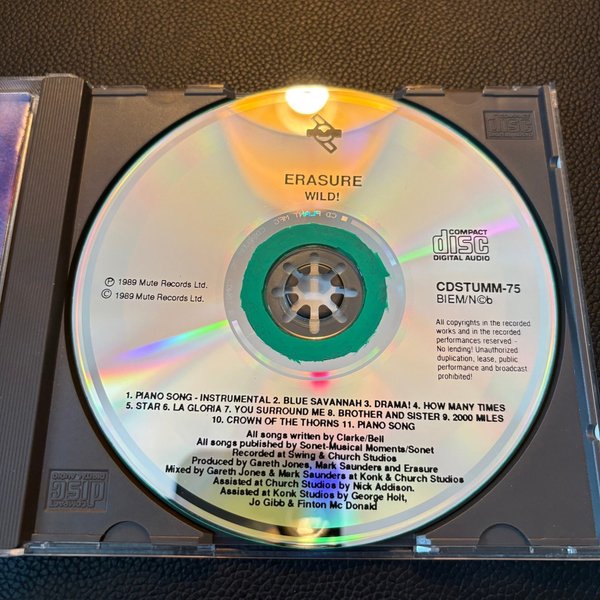 ERASURE
WILD!
COMPACT
disc
DIGITAL AUDIO
℗ 1989 Mute Records Ltd.
© 1989 Mute Records Ltd.
CDSTUMM-75
BIEM/N©b
All copyrights in the recorded
works and in the recorded
performances reserved -
No lending! Unauthorized
duplication, lease, public
performance and broadcast
prohibited!
1. PIANO SONG - INSTRUMENTAL 2. BLUE SAVANNAH 3. DRAMA! 4. HOW MANY TIMES
5. STAR 6. LA GLORIA 7. YOU SURROUND ME 8. BROTHER AND SISTER 9. 2000 MILES
10. CROWN OF THE THORNS 11. PIANO SONG
All songs written by Clarke/Bell
All songs published by Sonet-Musical Moments/Sonet
Recorded at Swing & Church Studios
Produced by Gareth Jones, Mark Saunders and Erasure
Mixed by Gareth Jones & Mark Saunders at Konk & Church Studios
Assisted at Church Studios by Nick Addison.
Assisted at Konk Studios by George Holt,
Jo Gibb & Finton Mc Donald
COMPACT
disc
DIGITAL AUDIO
disc